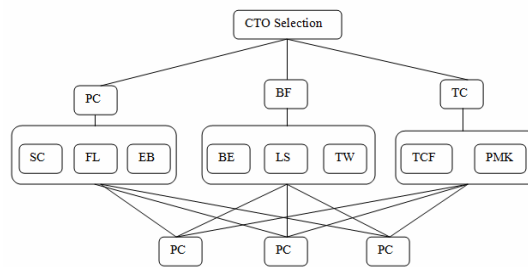 CTO Selection
PC
BF
TC
SC FL EB BE LS TW TCF PMK
PC PC PC